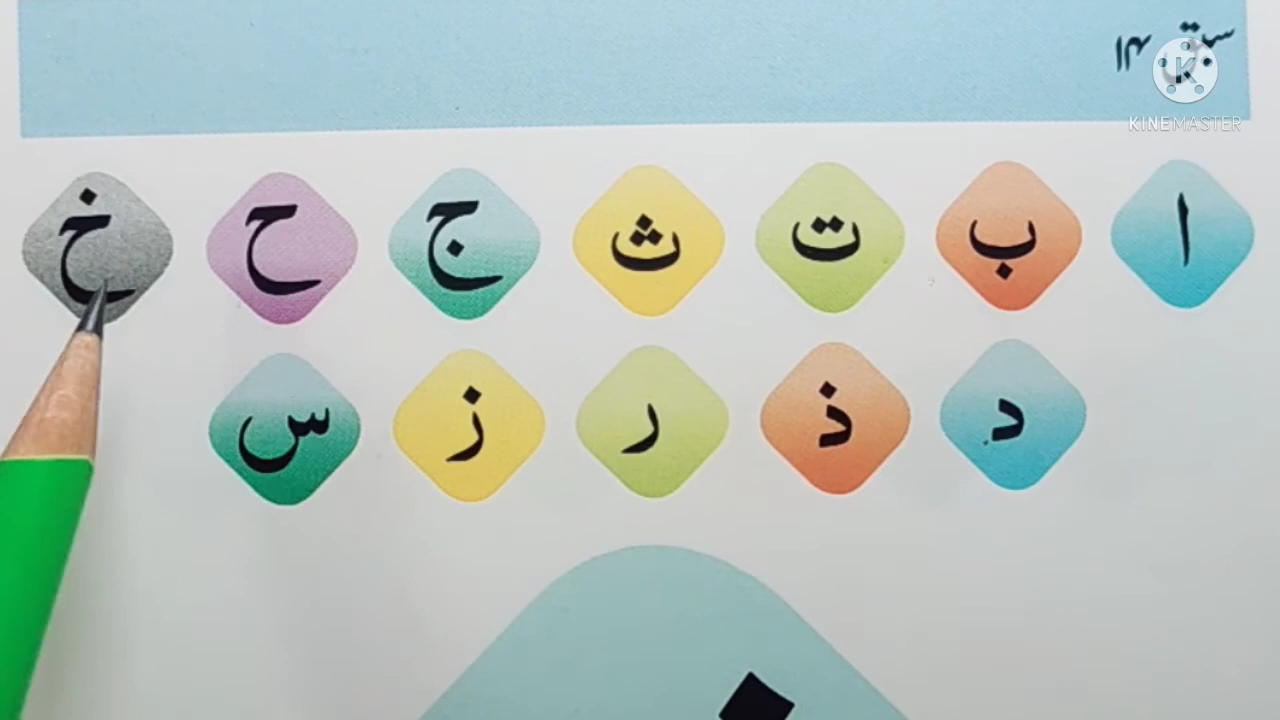 سبق ۱۴
KINEMASTER
ا ب ت ث ج ح خ
د ذ ر ز س